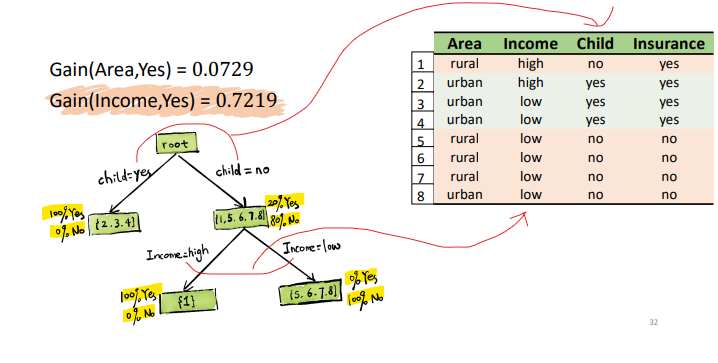 Gain(Area,Yes) = 0.0729
Gain(Income,Yes) = 0.7219
Area Income Child Insurance
1 rural high no yes
2 urban high yes yes
3 urban low yes yes
4 urban low yes yes
5 rural low no no
6 rural low no no
7 rural low no no
8 urban low no no
root
child=yes
child = no
100% Yes
0% No
{2.3.4}
{1,5.6.7.8}
20% Yes
80% No
Income=high
Income=low
100% Yes
0% No
{1}
{5.6.7.8}
0% Yes
100% No
32